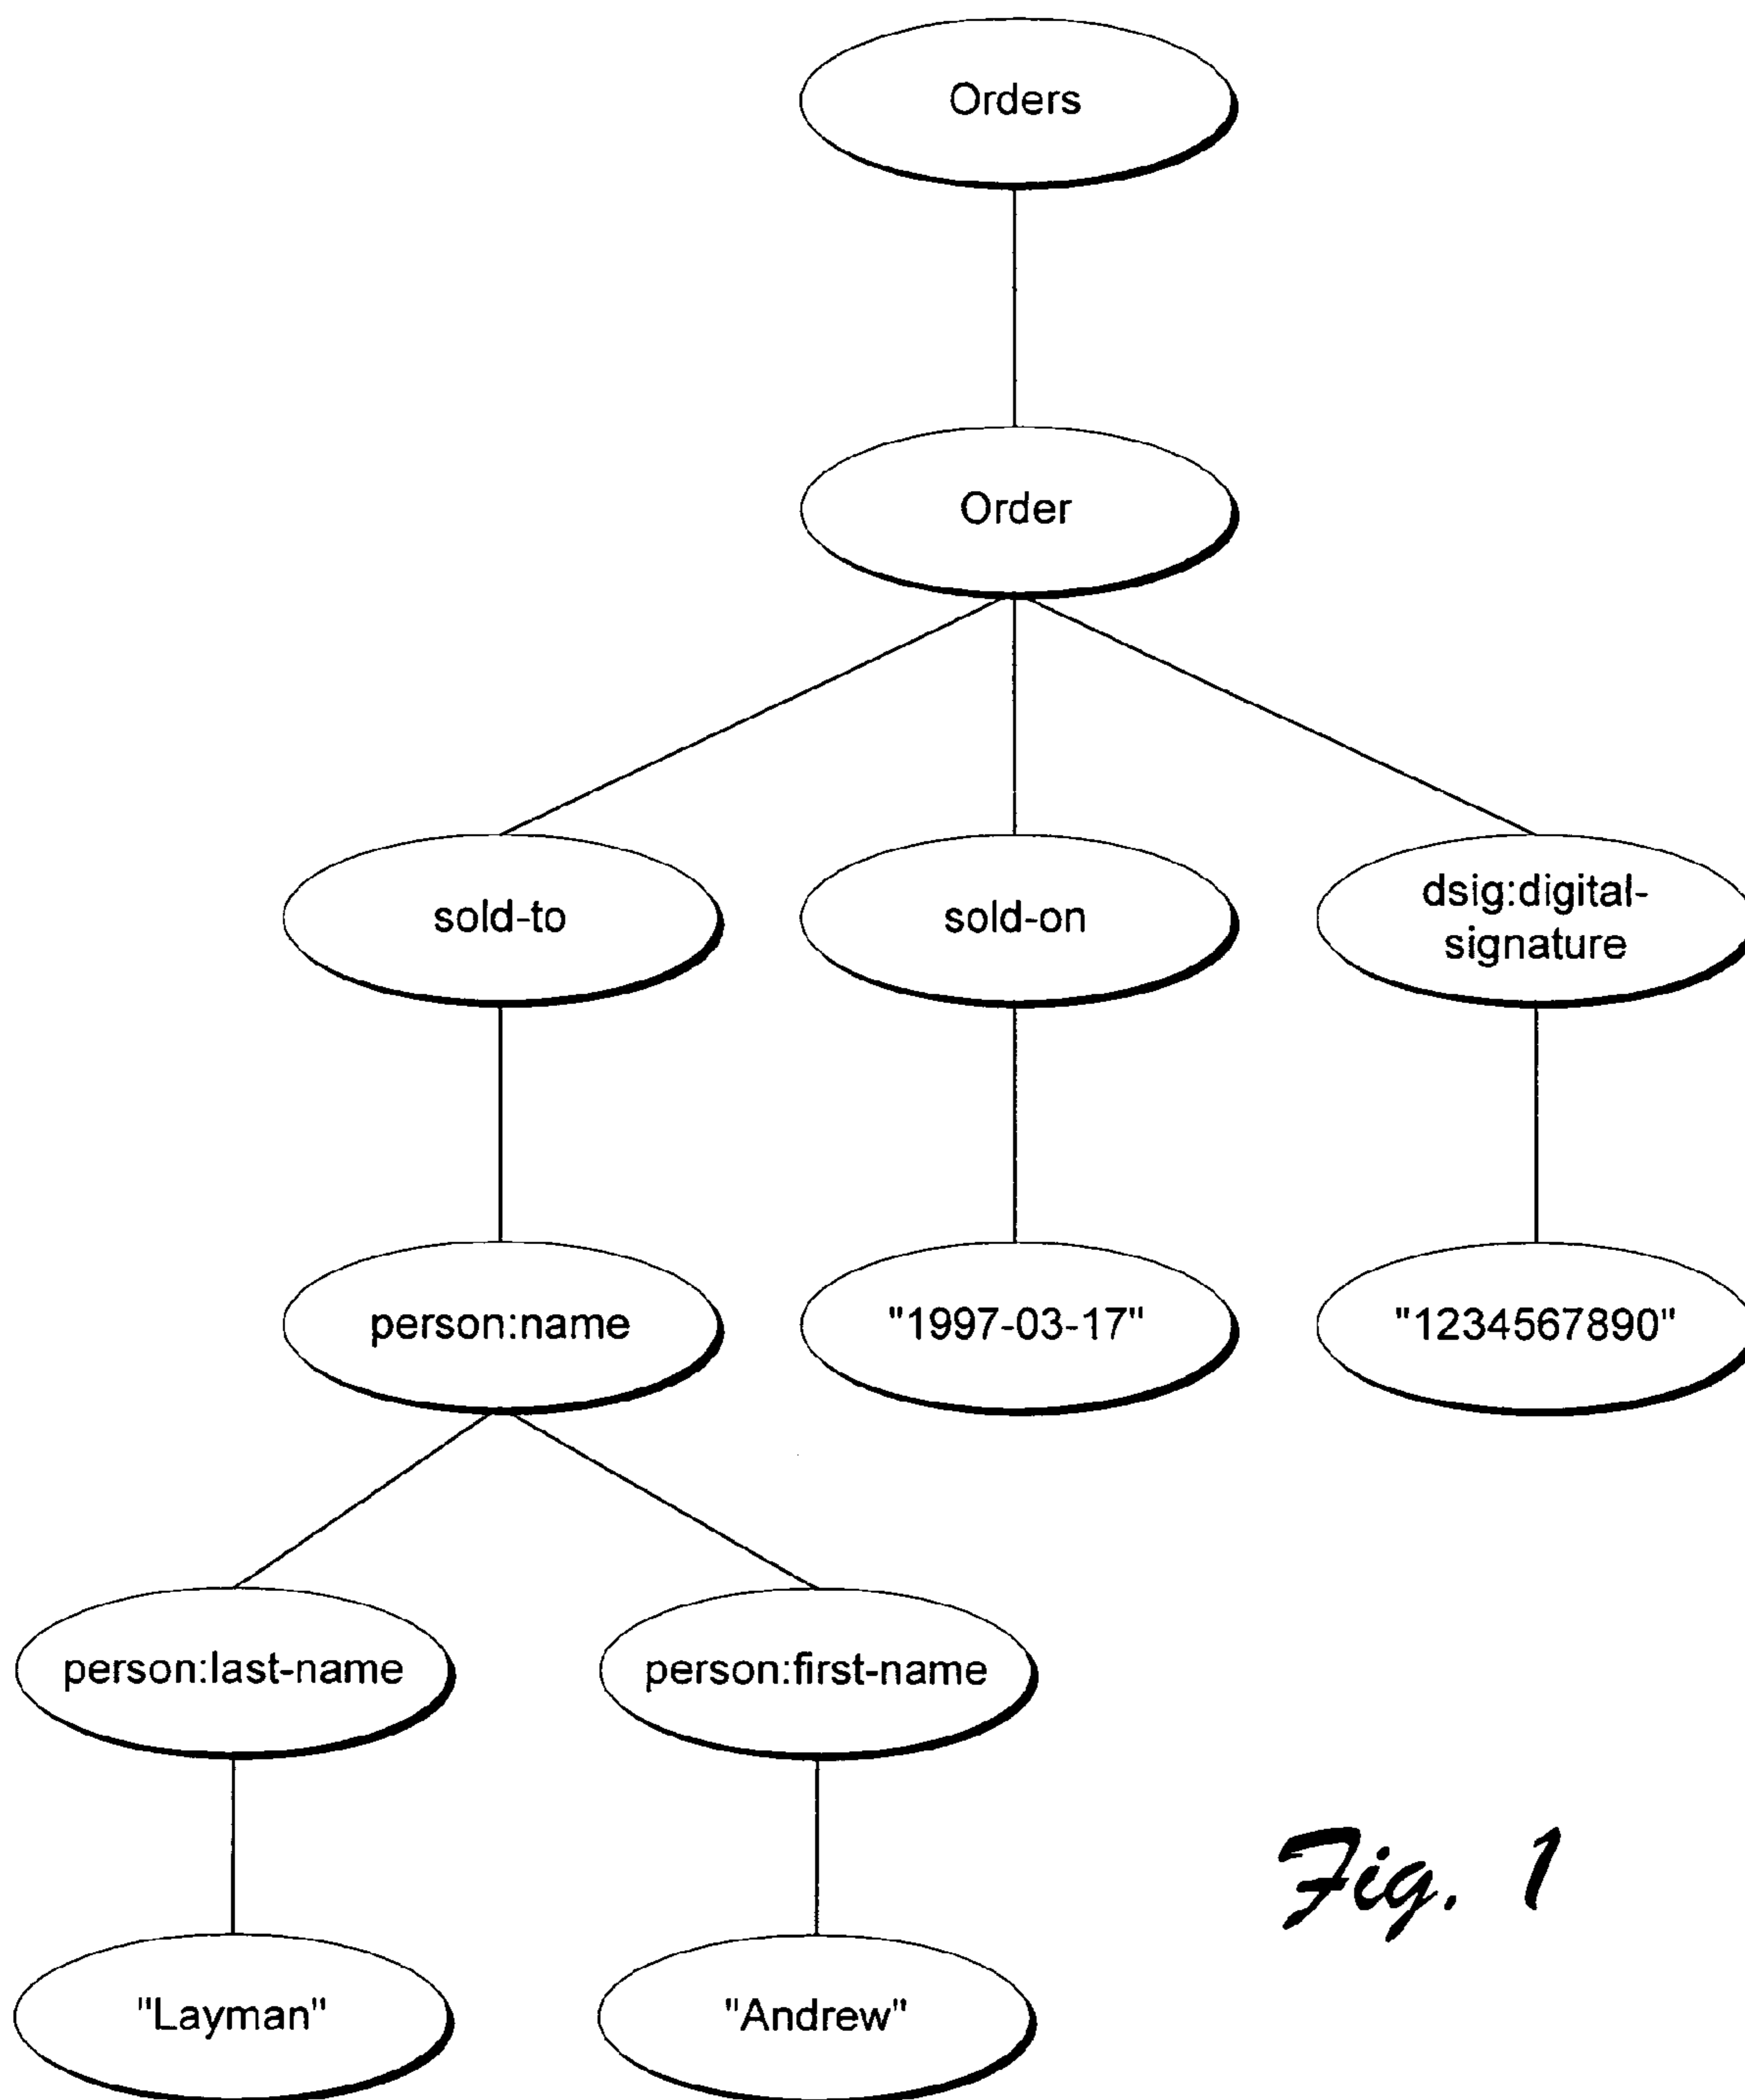 Orders
Order
sold-to
sold-on
dsig:digital-
signature
person:name
"1997-03-17"
"1234567890"
person:last-name
person:first-name
"Layman"
"Andrew"
Fig. 1